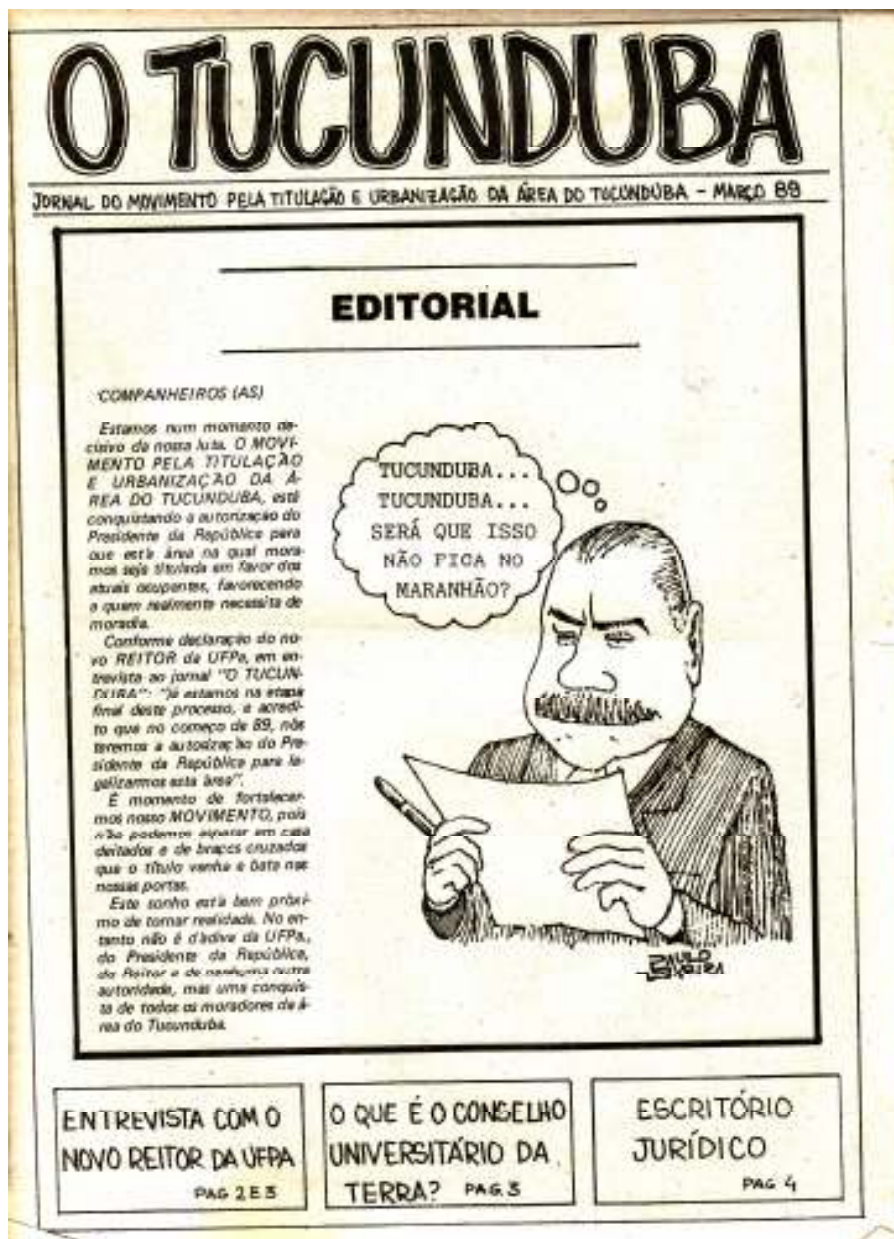 O TUCUNDUBA
JORNAL DO MOVIMENTO PELA TITULAÇÃO E URBANIZAÇÃO DA ÁREA DO TUCUNDUBA - MARÇO 89
EDITORIAL
COMPANHEIROS (AS)
Estamos num momento de-
cisivo da nossa luta. O MOVI-
MENTO PELA TITULAÇÃO
E URBANIZAÇÃO DA Á-
REA DO TUCUNDUBA, está
conquistando a autorização do
Presidente da República para
que esta área na qual mora-
mos seja titulada em favor dos
atuais ocupantes, favorecendo
a quem realmente necessita de
moradia.
Conforme declaração do no-
vo REITOR da UFPa, em en-
trevista ao jornal "O TUCUN-
DUBA": "já estamos na etapa
final deste processo, e acredi-
to que no começo de 89, nós
teremos a autorização do Pre-
sidente da República para le-
galizarmos esta área".
É momento de fortalecer-
mos nosso MOVIMENTO, pois
não podemos esperar em casa
deitados e de braços cruzados
que o título venha e bata nas
nossas portas.
Este sonho está bem próxi-
mo de tornar realidade. No en-
tanto não é dádiva da UFPa.,
do Presidente da República,
do Reitor e de nenhuma outra
autoridade, mas uma conquis-
ta de todos os moradores da á-
rea do Tucunduba.
TUCUNDUBA...
TUCUNDUBA...
SERÁ QUE ISSO
NÃO FICA NO
MARANHÃO?
PAULO
ENTREVISTA COM O
NOVO REITOR DA UFPA
PAG 2 E 3
O QUE É O CONSELHO
UNIVERSITÁRIO DA
TERRA? PAG. 3
ESCRITÓRIO
JURÍDICO
PAG 4